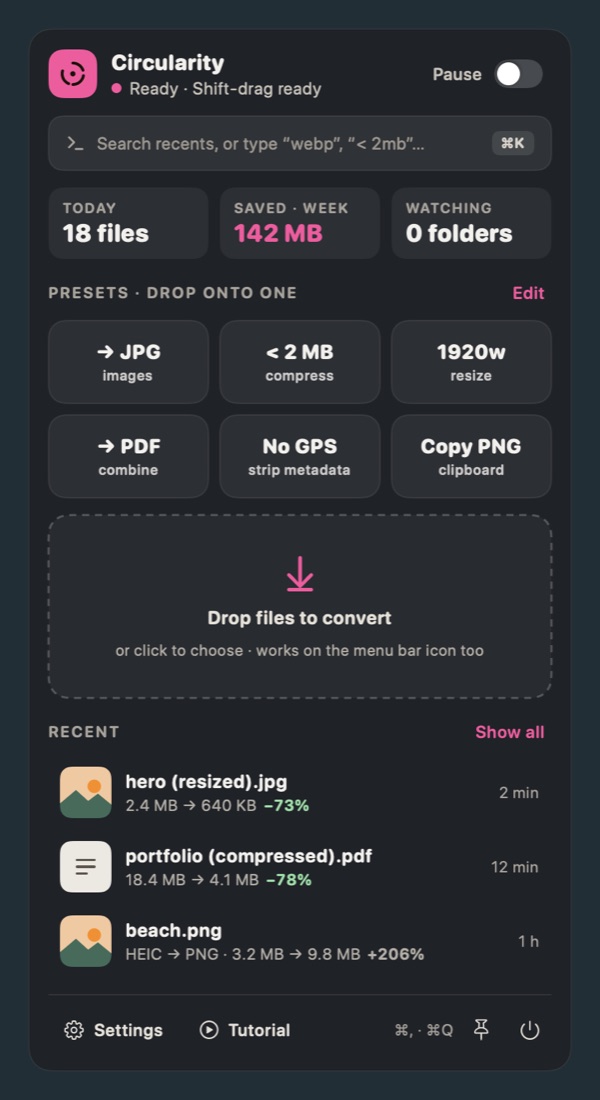 Circularity
Ready · Shift-drag ready
Pause
Search recents, or type “webp”, “< 2mb”…
⌘K
TODAY
18 files
SAVED · WEEK
142 MB
WATCHING
0 folders
PRESETS · DROP ONTO ONE
Edit
→ JPG
images
< 2 MB
compress
1920w
resize
→ PDF
combine
No GPS
strip metadata
Copy PNG
clipboard
Drop files to convert
or click to choose · works on the menu bar icon too
RECENT
Show all
hero (resized).jpg
2.4 MB → 640 KB −73%
2 min
portfolio (compressed).pdf
18.4 MB → 4.1 MB −78%
12 min
beach.png
HEIC → PNG · 3.2 MB → 9.8 MB +206%
1 h
Settings
Tutorial
⌘, · ⌘Q